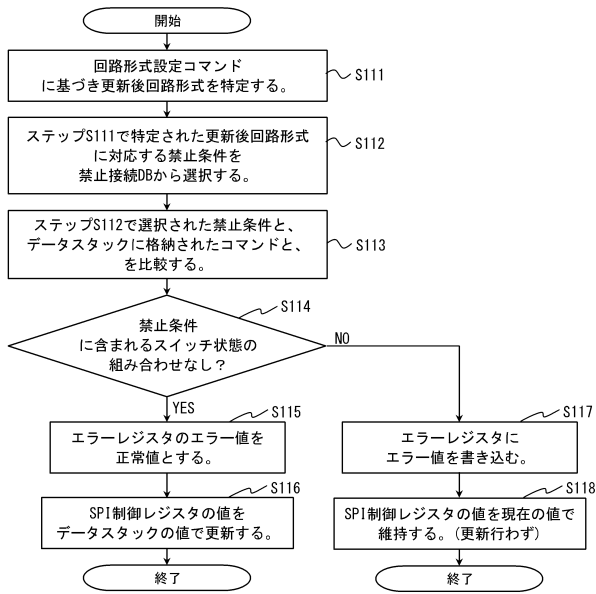 開始
回路形式設定コマンド
に基づき更新後回路形式を特定する。
S111
ステップS111で特定された更新後回路形式
に対応する禁止条件を
禁止接続DBから選択する。
S112
ステップS112で選択された禁止条件と、
データスタックに格納されたコマンドと、
を比較する。
S113
S114
禁止条件
に含まれるスイッチ状態の
組み合わせなし？
NO
YES
S115
エラーレジスタのエラー値を
正常値とする。
S116
SPI制御レジスタの値を
データスタックの値で更新する。
終了
S117
エラーレジスタに
エラー値を書き込む。
S118
SPI制御レジスタの値を現在の値で
維持する。(更新行わず)
終了